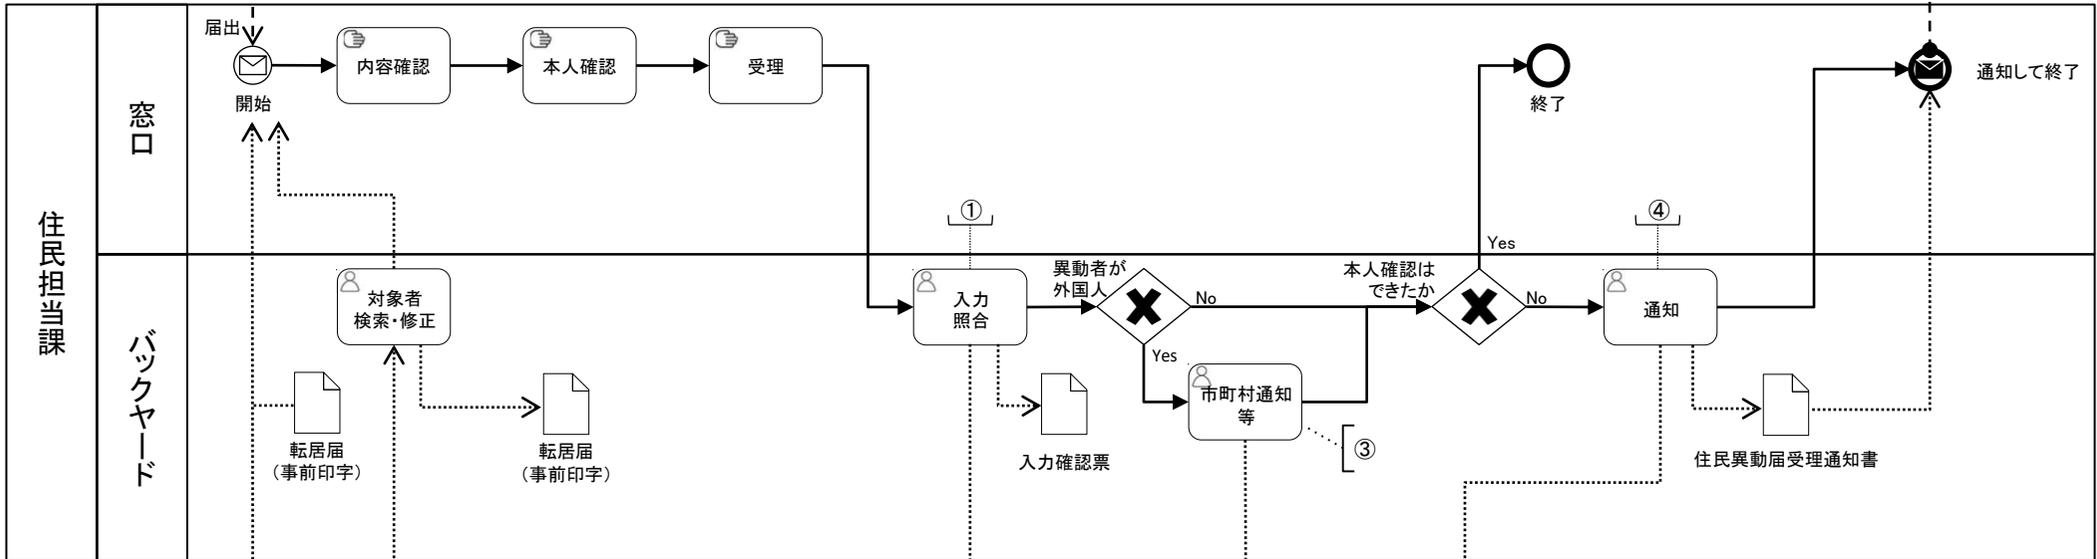 住民担当課
窓口
届出
開始
内容確認
本人確認
受理
終了
通知して終了
①
④
Yes
バックヤード
対象者
検索・修正
転居届
(事前印字)
転居届
(事前印字)
入力
照合
入力確認票
異動者が
外国人
No
Yes
市町村通知
等
③
本人確認は
できたか
No
通知
住民異動届受理通知書